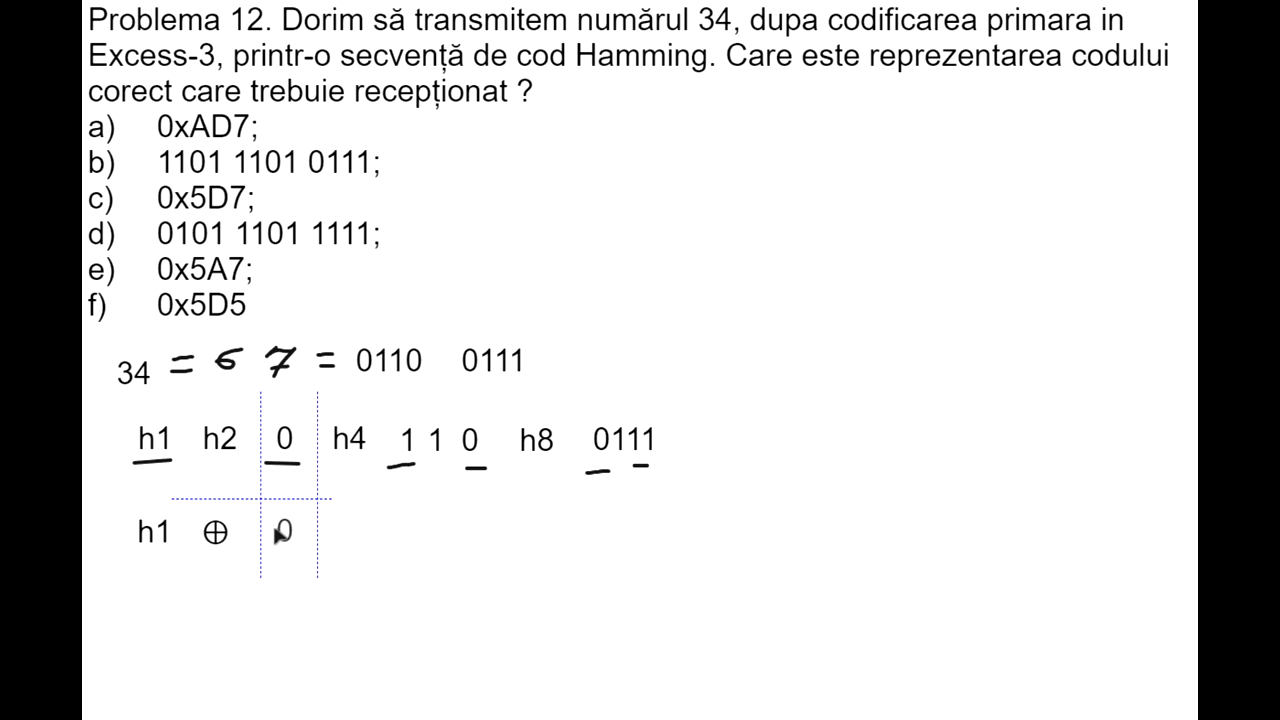 Problema 12. Dorim să transmitem numărul 34, dupa codificarea primara in
Excess-3, printr-o secvență de cod Hamming. Care este reprezentarea codului
corect care trebuie recepționat ?
a) 0xAD7;
b) 1101 1101 0111;
c) 0x5D7;
d) 0101 1101 1111;
e) 0x5A7;
f) 0x5D5
34 = 6 7 = 0110 0111
h1 h2 0 h4 1 1 0 h8 0111
h1 ⊕ 0